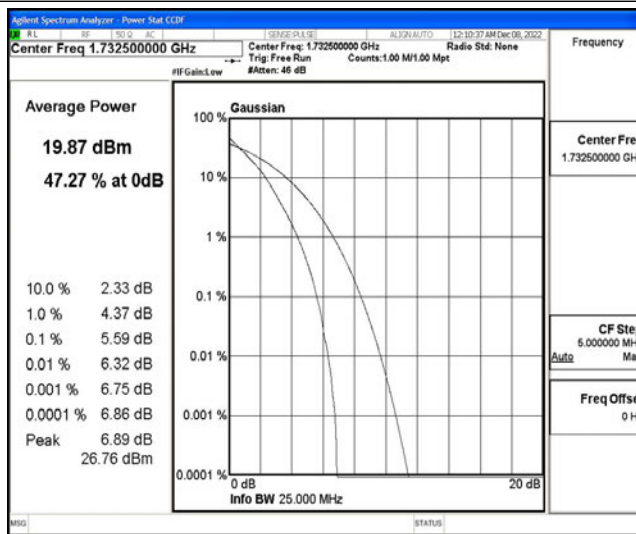 Agilent Spectrum Analyzer - Power Stat CCDF
RL RF 50 Ω AC SENSE:PULSE ALIGN AUTO 12:10:37 AM Dec 08, 2022
Center Freq 1.732500000 GHz
Center Freq: 1.732500000 GHz Radio Std: None
Trig: Free Run Counts:1.00 M/1.00 Mpt
#IFGain:Low #Atten: 46 dB
Frequency
Average Power
19.87 dBm
47.27 % at 0dB
10.0 % 2.33 dB
1.0 % 4.37 dB
0.1 % 5.59 dB
0.01 % 6.32 dB
0.001 % 6.75 dB
0.0001 % 6.86 dB
Peak 6.89 dB
26.76 dBm
Gaussian
100 %
10 %
1 %
0.1 %
0.01 %
0.001 %
0.0001 %
0 dB 20 dB
Info BW 25.000 MHz
Center Fre
1.732500000 GH
CF Ste
5.000000 MH
Auto Ma
Freq Offse
0 H
MSG STATUS